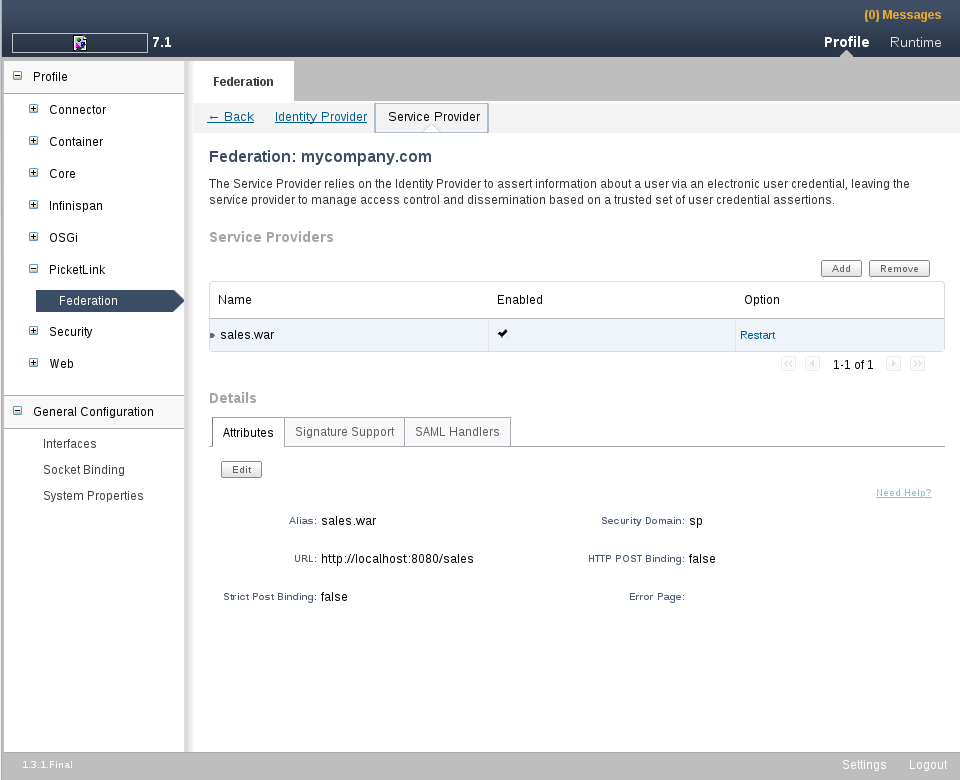 (0) Messages
7.1
Profile Runtime
Profile
Connector
Container
Core
Infinispan
OSGi
PicketLink
Federation
Security
Web
General Configuration
Interfaces
Socket Binding
System Properties
Federation
← Back Identity Provider Service Provider
Federation: mycompany.com
The Service Provider relies on the Identity Provider to assert information about a user via an electronic user credential, leaving the
service provider to manage access control and dissemination based on a trusted set of user credential assertions.
Service Providers
Add Remove
Name Enabled Option
sales.war Restart
1-1 of 1
Details
Attributes Signature Support SAML Handlers
Edit
Need Help?
Alias: sales.war Security Domain: sp
URL: http://localhost:8080/sales HTTP POST Binding: false
Strict Post Binding: false Error Page:
1.3.1.Final Settings Logout